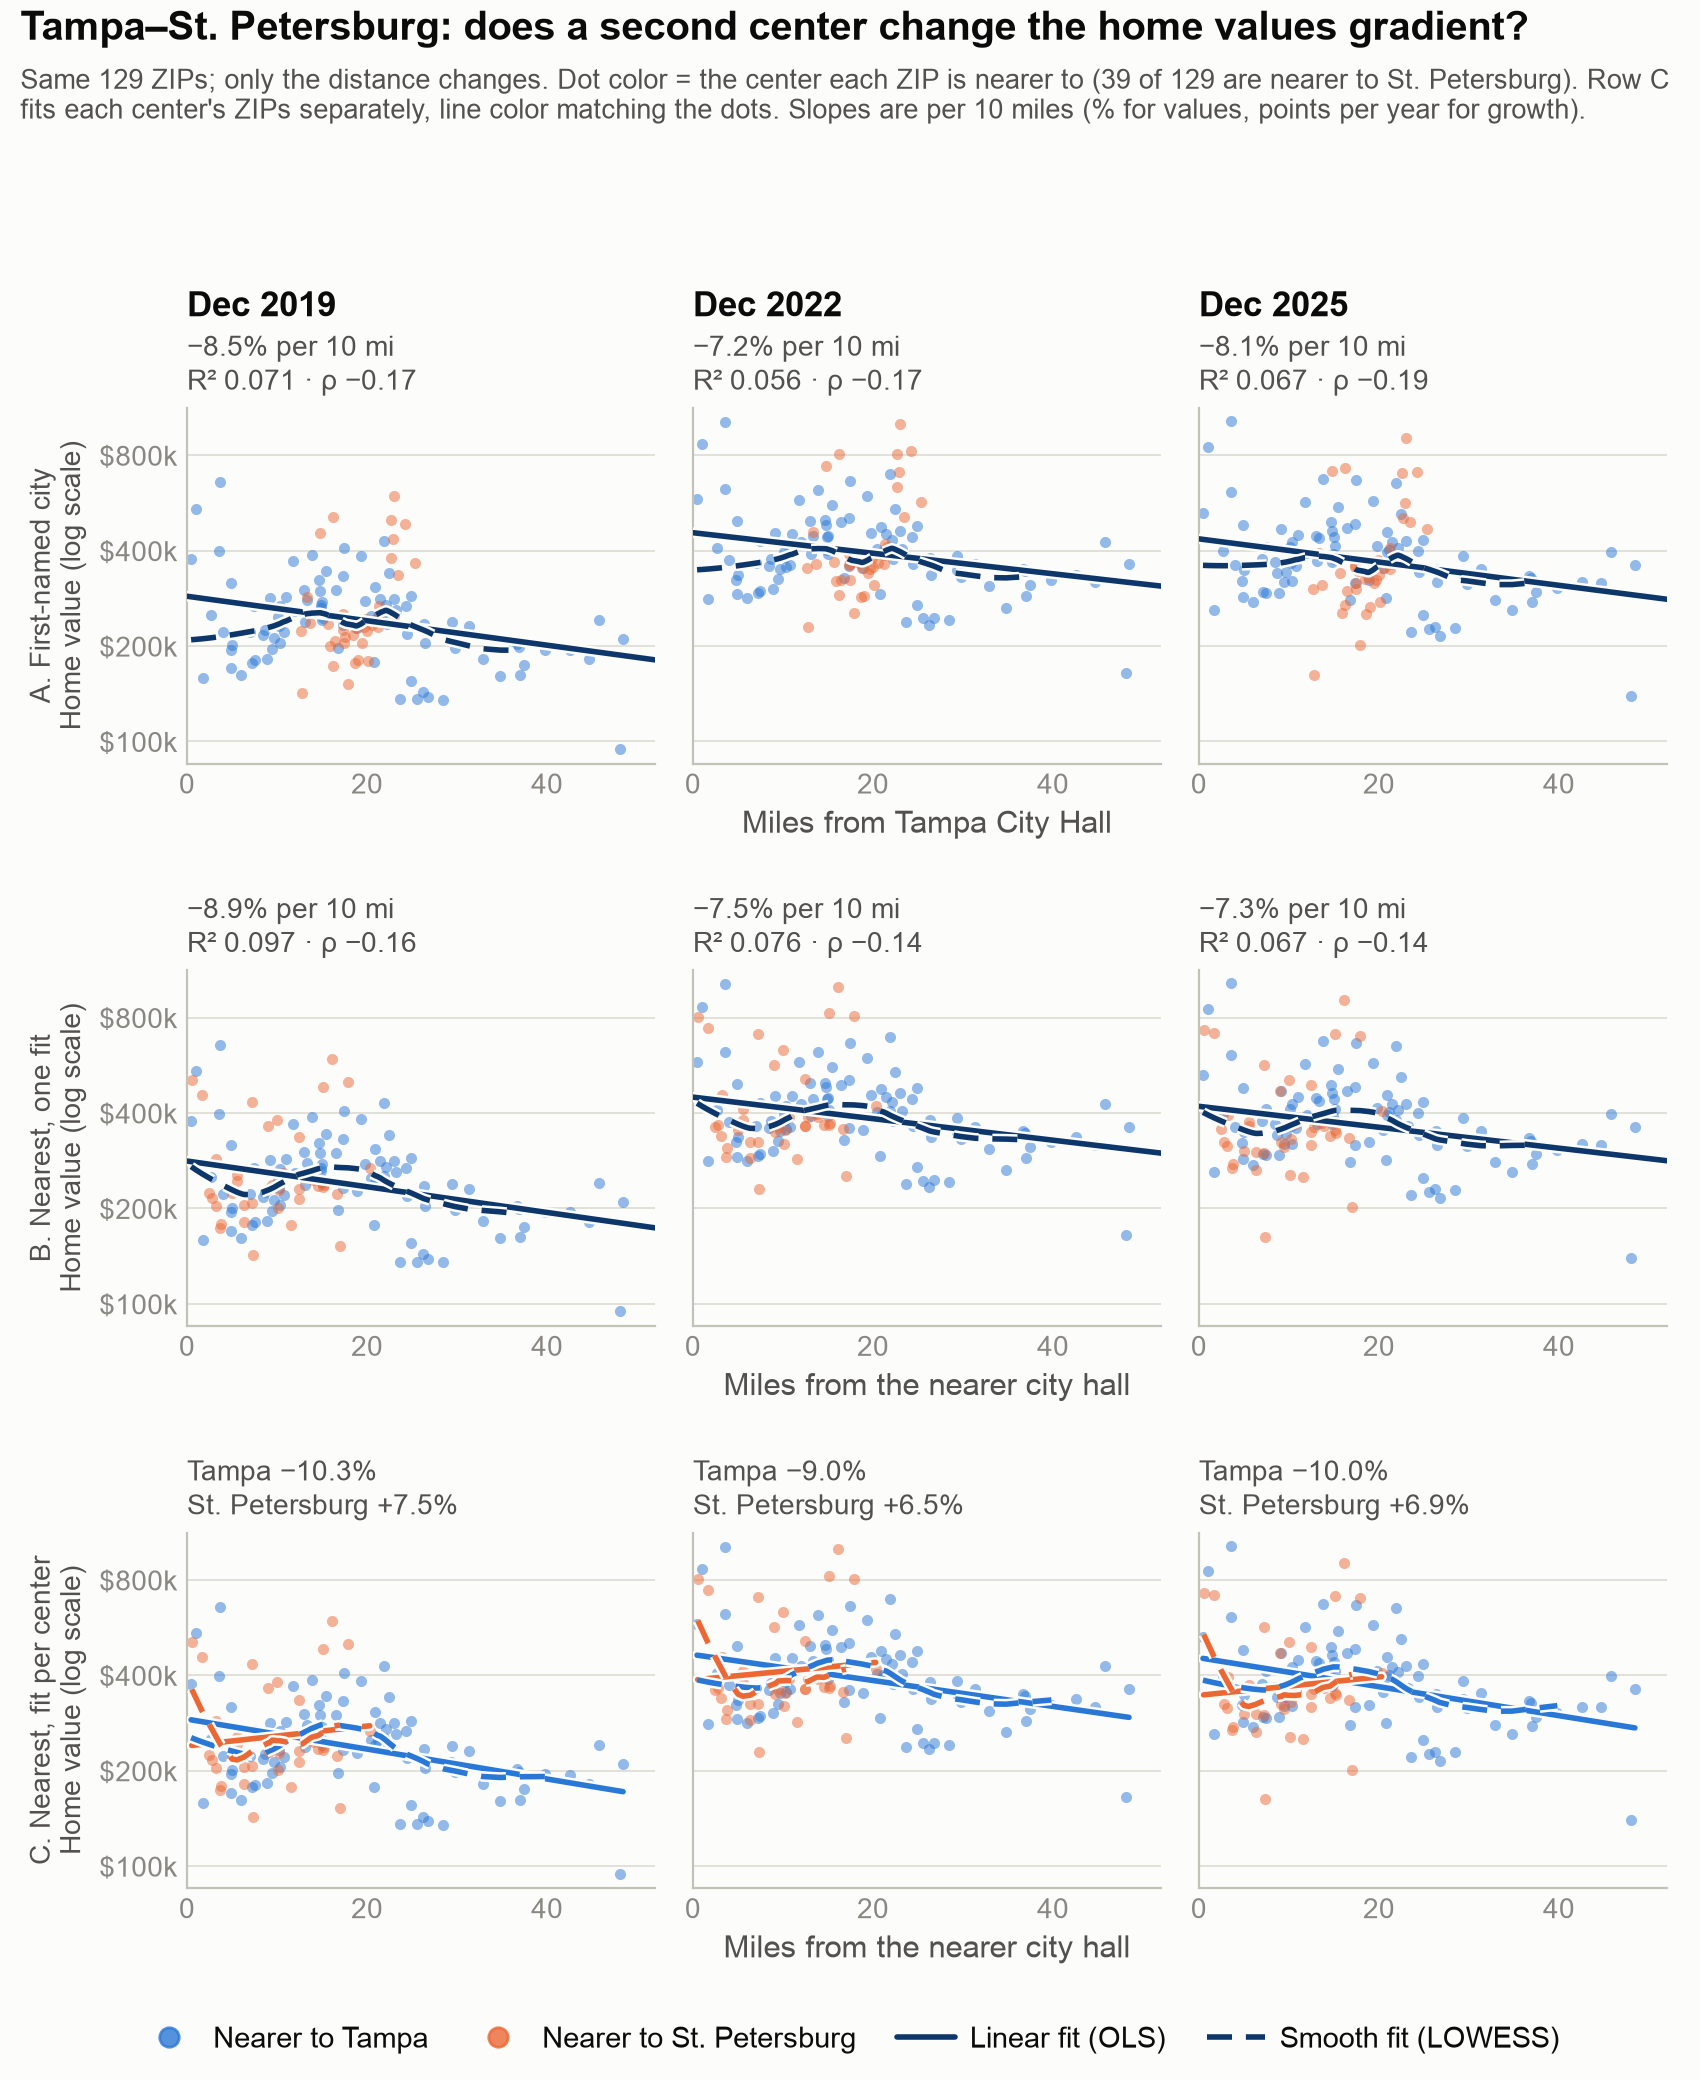 Tampa–St. Petersburg: does a second center change the home values gradient?
Same 129 ZIPs; only the distance changes. Dot color = the center each ZIP is nearer to (39 of 129 are nearer to St. Petersburg). Row C
fits each center's ZIPs separately, line color matching the dots. Slopes are per 10 miles (% for values, points per year for growth).
Dec 2019
−8.5% per 10 mi
R² 0.071 · ρ −0.17
Dec 2022
−7.2% per 10 mi
R² 0.056 · ρ −0.17
Dec 2025
−8.1% per 10 mi
R² 0.067 · ρ −0.19
A. First-named city
Home value (log scale)
$800k
$400k
$200k
$100k
0 20 40
0 20 40
0 20 40
Miles from Tampa City Hall
−8.9% per 10 mi
R² 0.097 · ρ −0.16
−7.5% per 10 mi
R² 0.076 · ρ −0.14
−7.3% per 10 mi
R² 0.067 · ρ −0.14
B. Nearest, one fit
Home value (log scale)
$800k
$400k
$200k
$100k
0 20 40
0 20 40
0 20 40
Miles from the nearer city hall
Tampa −10.3%
St. Petersburg +7.5%
Tampa −9.0%
St. Petersburg +6.5%
Tampa −10.0%
St. Petersburg +6.9%
C. Nearest, fit per center
Home value (log scale)
$800k
$400k
$200k
$100k
0 20 40
0 20 40
0 20 40
Miles from the nearer city hall
Nearer to Tampa
Nearer to St. Petersburg
Linear fit (OLS)
Smooth fit (LOWESS)